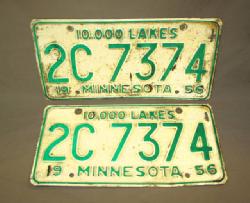 10,000 LAKES
2C 7374
19 MINNESOTA 56
10,000 LAKES
2C 7374
19 MINNESOTA 56